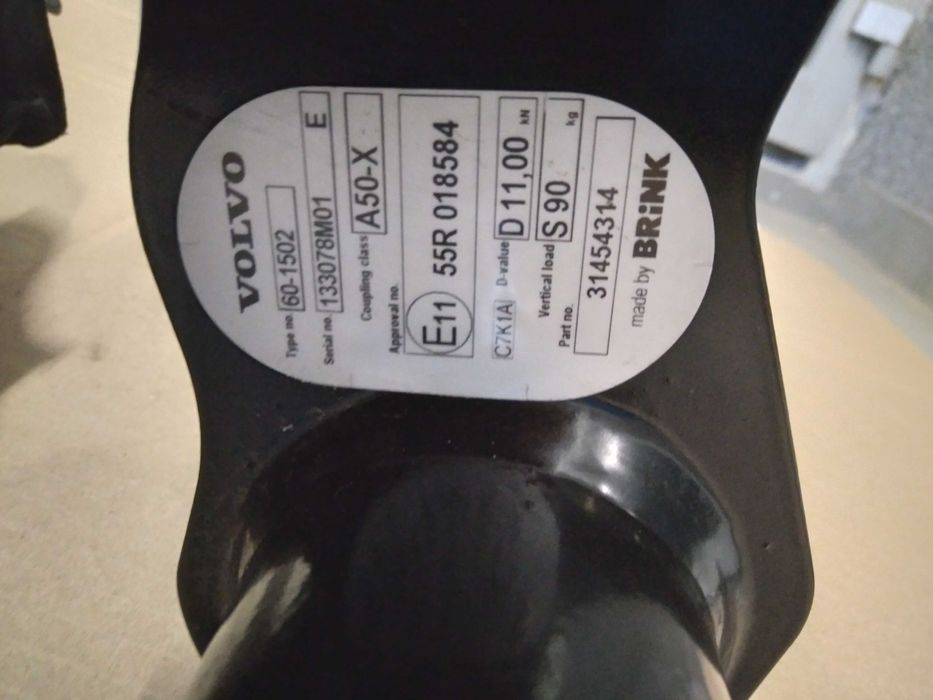 VOLVO
Type no. 60-1502
Serial no. 133078M01 E
Coupling class A50-X
Approval no.
E11 55R 018584
C7K1A D-value D 11,00 kN
Vertical load S 90 kg
Part no.
31454314
made by BRiNK